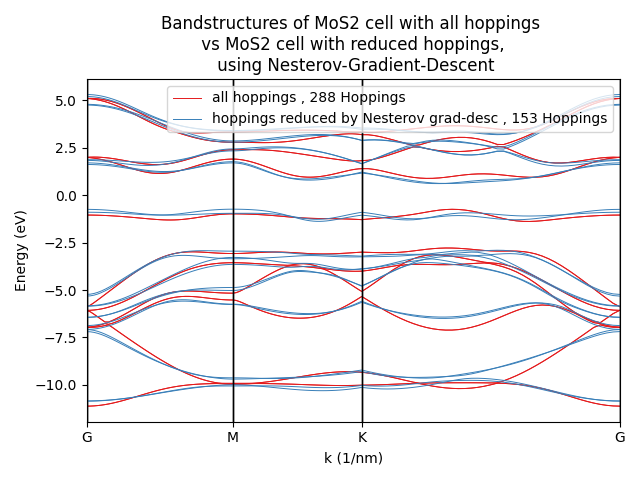 Bandstructures of MoS2 cell with all hoppings
vs MoS2 cell with reduced hoppings,
using Nesterov-Gradient-Descent
all hoppings , 288 Hoppings
hoppings reduced by Nesterov grad-desc , 153 Hoppings
Energy (eV)
5.0
2.5
0.0
−2.5
−5.0
−7.5
−10.0
G M K G
k (1/nm)